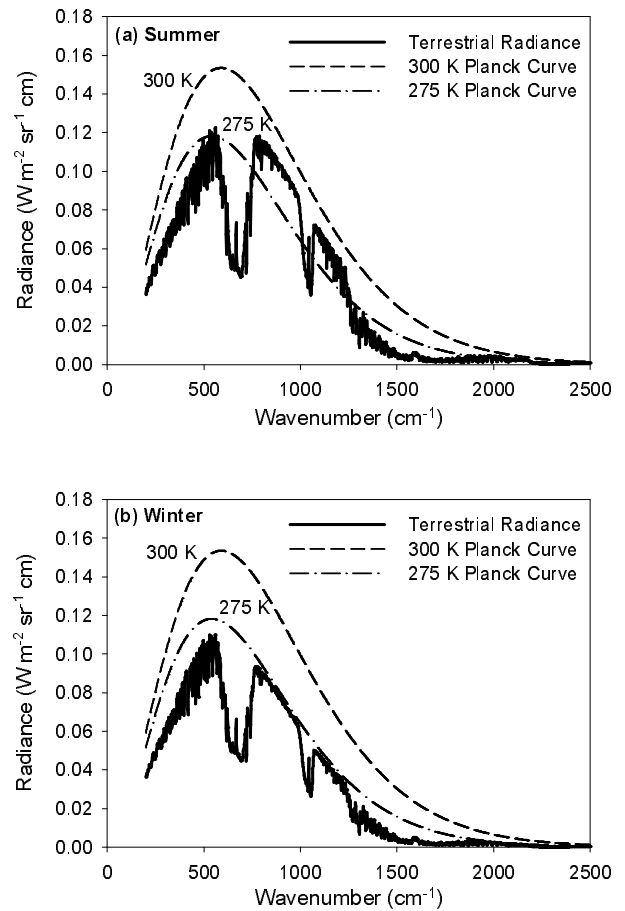 (a) Summer
Terrestrial Radiance
300 K Planck Curve
275 K Planck Curve
300 K
275 K
Radiance (W m⁻² sr⁻¹ cm)
0.18
0.16
0.14
0.12
0.10
0.08
0.06
0.04
0.02
0.00
0 500 1000 1500 2000 2500
Wavenumber (cm⁻¹)
(b) Winter
Terrestrial Radiance
300 K Planck Curve
275 K Planck Curve
300 K
275 K
Radiance (W m⁻² sr⁻¹ cm)
0.18
0.16
0.14
0.12
0.10
0.08
0.06
0.04
0.02
0.00
0 500 1000 1500 2000 2500
Wavenumber (cm⁻¹)